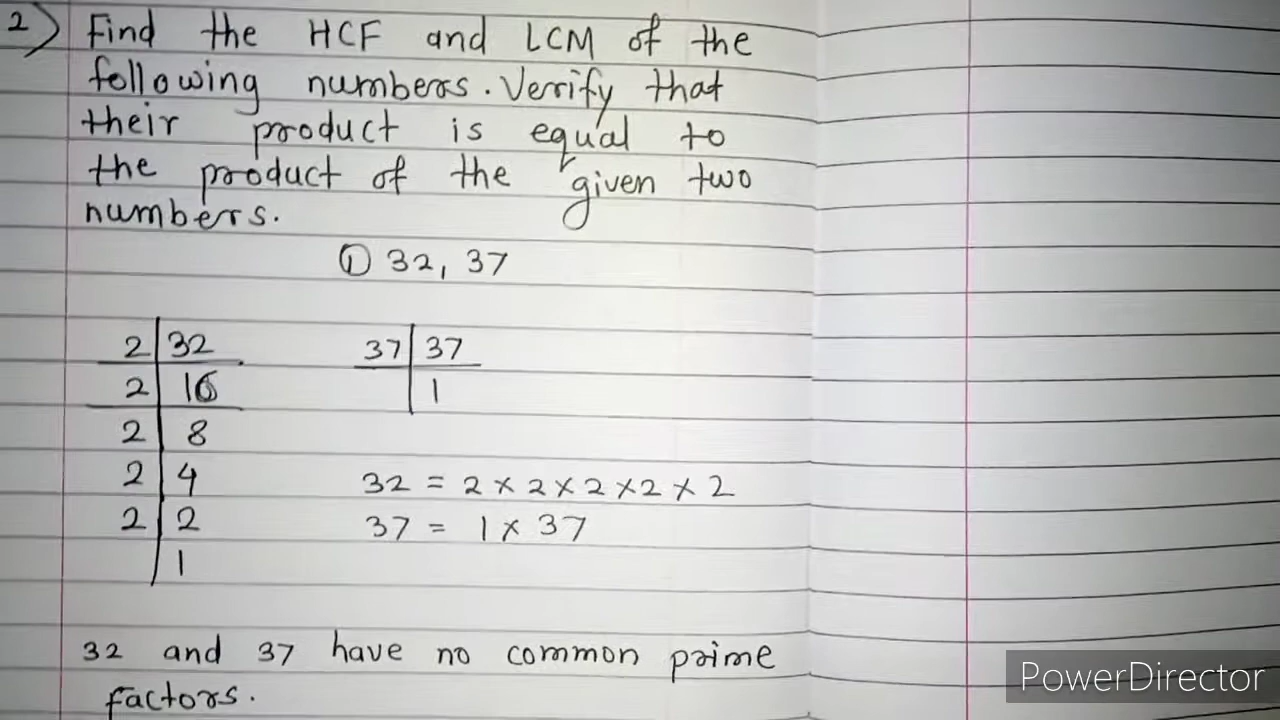 2) Find the HCF and LCM of the
following numbers. Verify that
their product is equal to
the product of the given two
numbers.
① 32, 37
2 | 32
2 | 16
2 | 8
2 | 4
2 | 2
1
37 | 37
1
32 = 2 × 2 × 2 × 2 × 2
37 = 1 × 37
32 and 37 have no common prime
factors.
PowerDirector